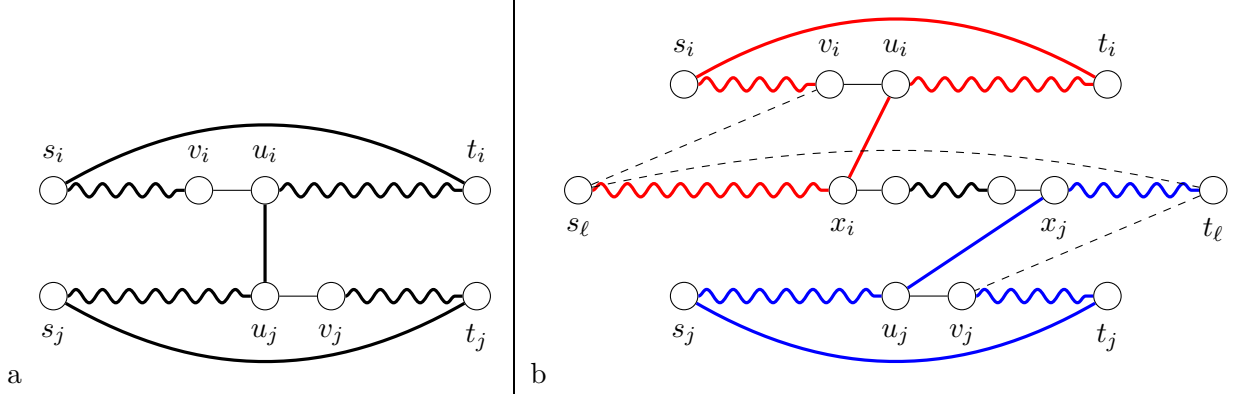 s_i v_i u_i t_i
s_j u_j v_j t_j
a
s_i v_i u_i t_i
s_ℓ x_i x_j t_ℓ
s_j u_j v_j t_j
b